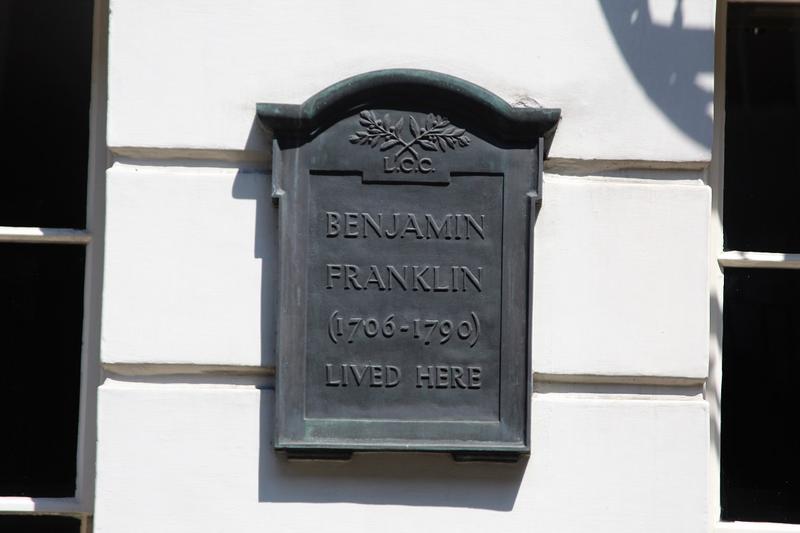 L.C.C.
BENJAMIN
FRANKLIN
(1706-1790)
LIVED HERE